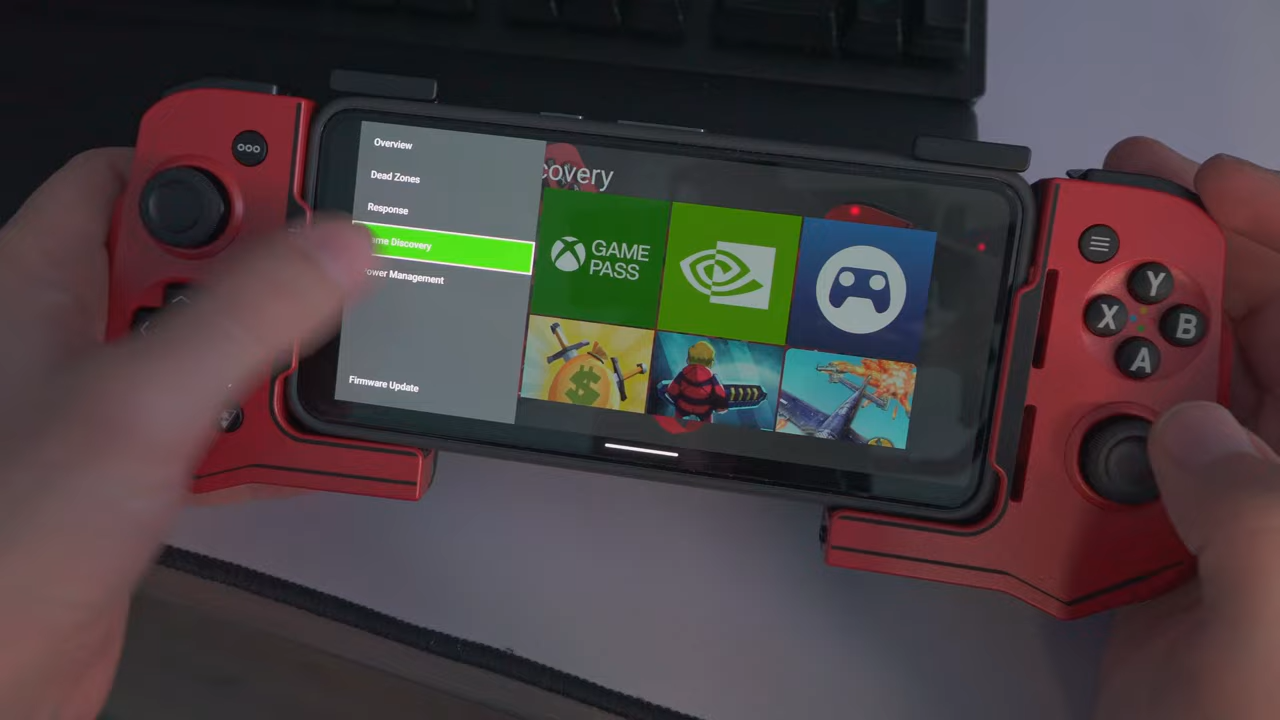 Overview
Dead Zones
Response
ame Discovery
ower Management
Firmware Update
covery
GAME
PASS
Y
X
B
A